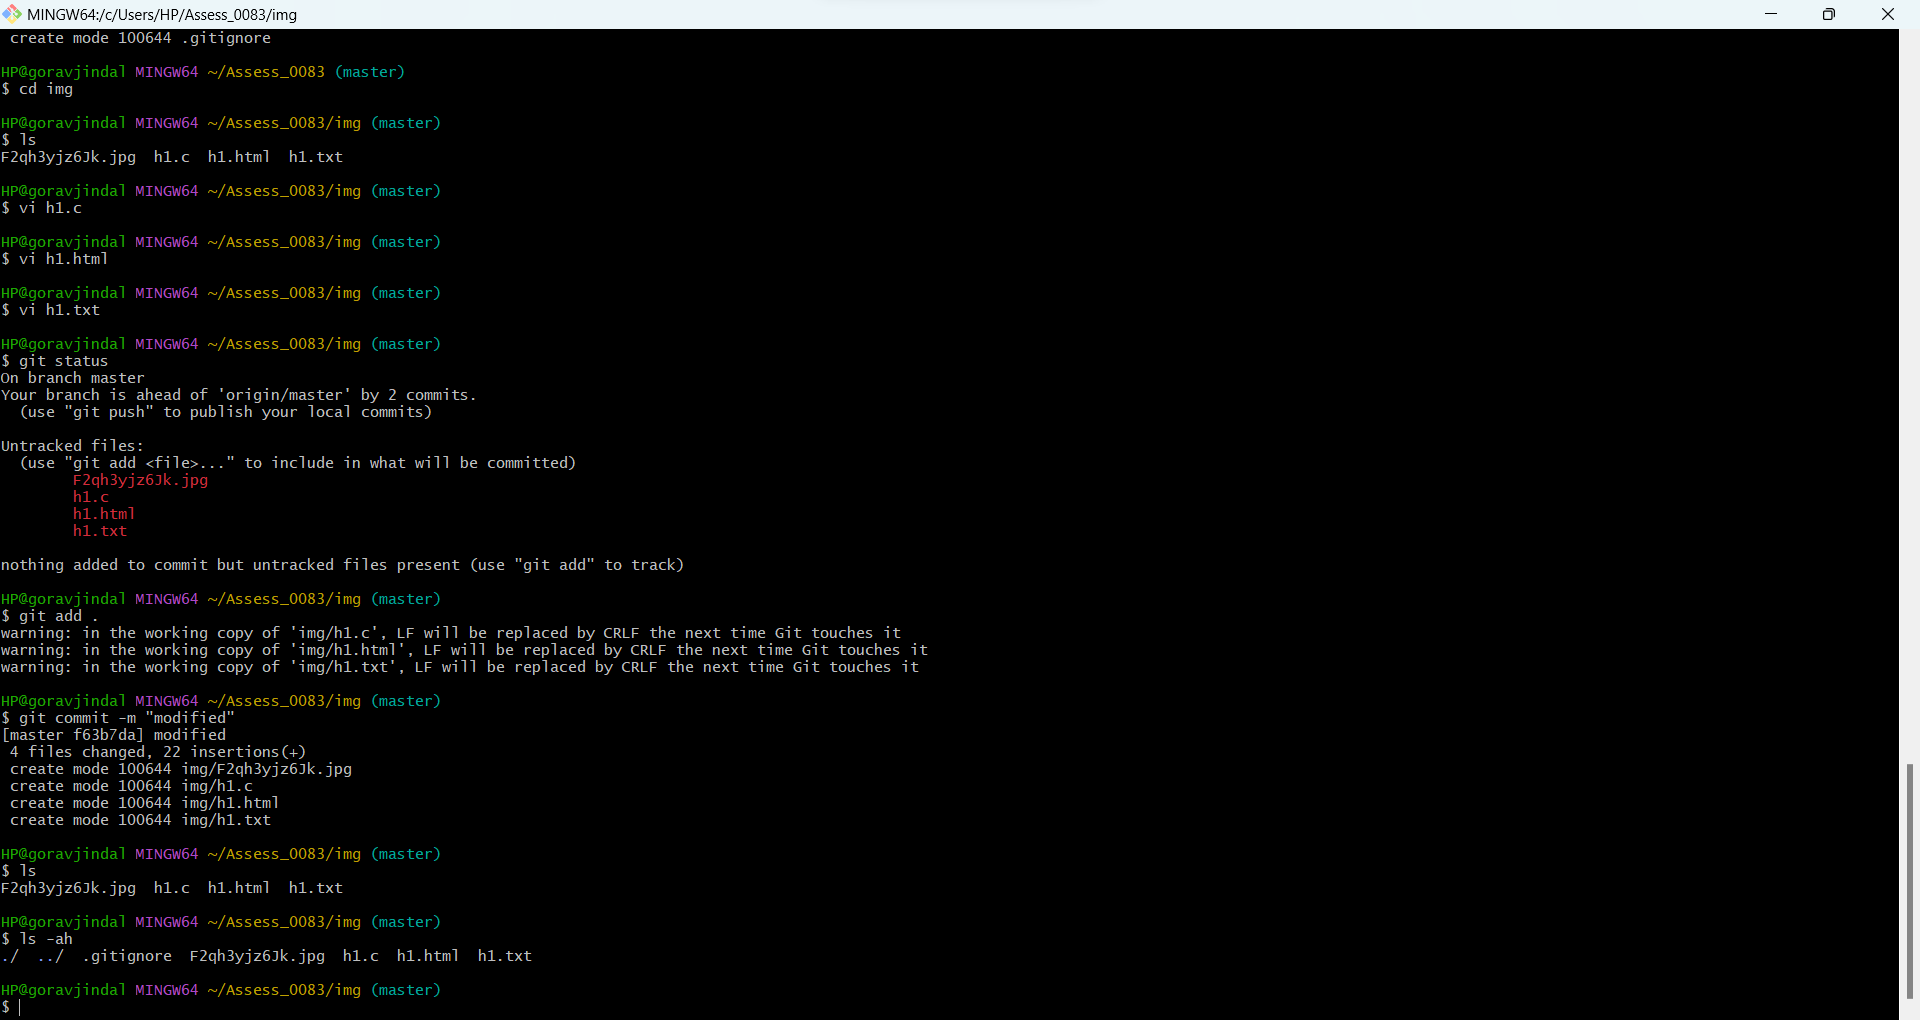 MINGW64:/c/Users/HP/Assess_0083/img
 create mode 100644 .gitignore
HP@goravjindal MINGW64 ~/Assess_0083 (master)
$ cd img
HP@goravjindal MINGW64 ~/Assess_0083/img (master)
$ ls
F2qh3yjz6Jk.jpg  h1.c  h1.html  h1.txt
HP@goravjindal MINGW64 ~/Assess_0083/img (master)
$ vi h1.c
HP@goravjindal MINGW64 ~/Assess_0083/img (master)
$ vi h1.html
HP@goravjindal MINGW64 ~/Assess_0083/img (master)
$ vi h1.txt
HP@goravjindal MINGW64 ~/Assess_0083/img (master)
$ git status
On branch master
Your branch is ahead of 'origin/master' by 2 commits.
  (use "git push" to publish your local commits)
Untracked files:
  (use "git add <file>..." to include in what will be committed)
        F2qh3yjz6Jk.jpg
        h1.c
        h1.html
        h1.txt
nothing added to commit but untracked files present (use "git add" to track)
HP@goravjindal MINGW64 ~/Assess_0083/img (master)
$ git add .
warning: in the working copy of 'img/h1.c', LF will be replaced by CRLF the next time Git touches it
warning: in the working copy of 'img/h1.html', LF will be replaced by CRLF the next time Git touches it
warning: in the working copy of 'img/h1.txt', LF will be replaced by CRLF the next time Git touches it
HP@goravjindal MINGW64 ~/Assess_0083/img (master)
$ git commit -m "modified"
[master f63b7da] modified
 4 files changed, 22 insertions(+)
 create mode 100644 img/F2qh3yjz6Jk.jpg
 create mode 100644 img/h1.c
 create mode 100644 img/h1.html
 create mode 100644 img/h1.txt
HP@goravjindal MINGW64 ~/Assess_0083/img (master)
$ ls
F2qh3yjz6Jk.jpg  h1.c  h1.html  h1.txt
HP@goravjindal MINGW64 ~/Assess_0083/img (master)
$ ls -ah
./  ../  .gitignore  F2qh3yjz6Jk.jpg  h1.c  h1.html  h1.txt
HP@goravjindal MINGW64 ~/Assess_0083/img (master)
$